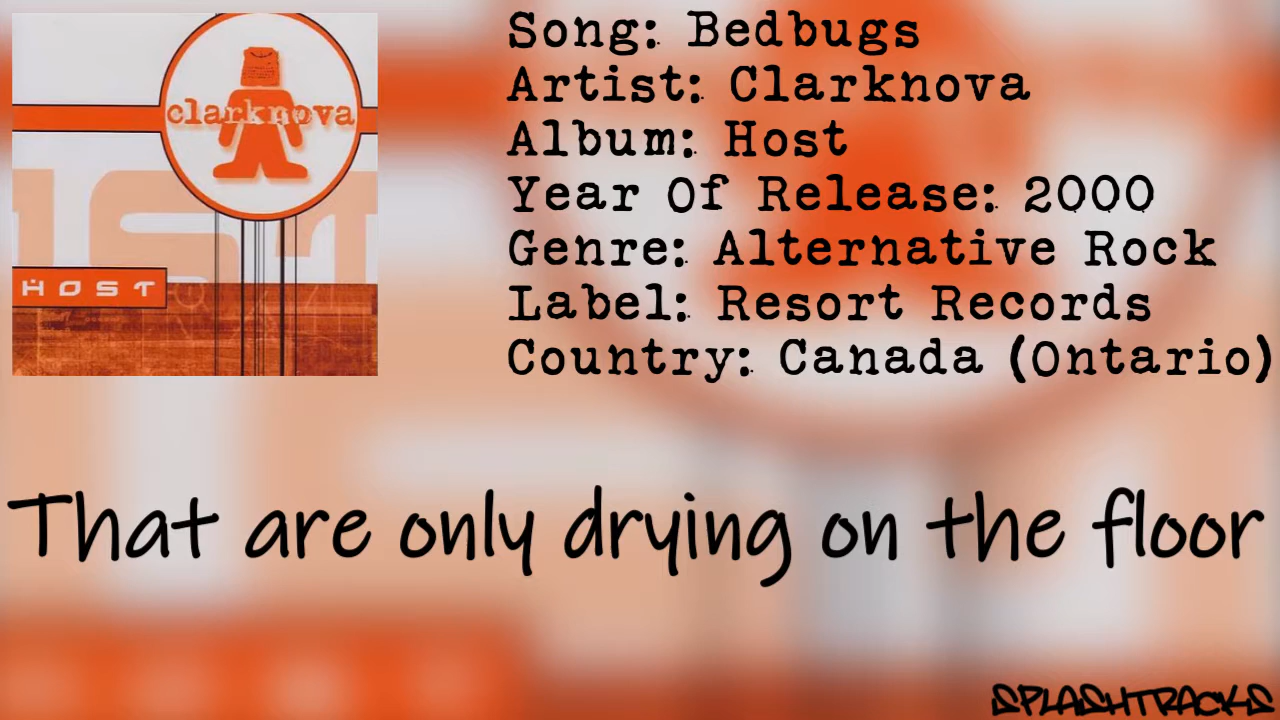 clarknova
HOST
Song: Bedbugs
Artist: Clarknova
Album: Host
Year Of Release: 2000
Genre: Alternative Rock
Label: Resort Records
Country: Canada (Ontario)
That are only drying on the floor
SPLASHTRACKS